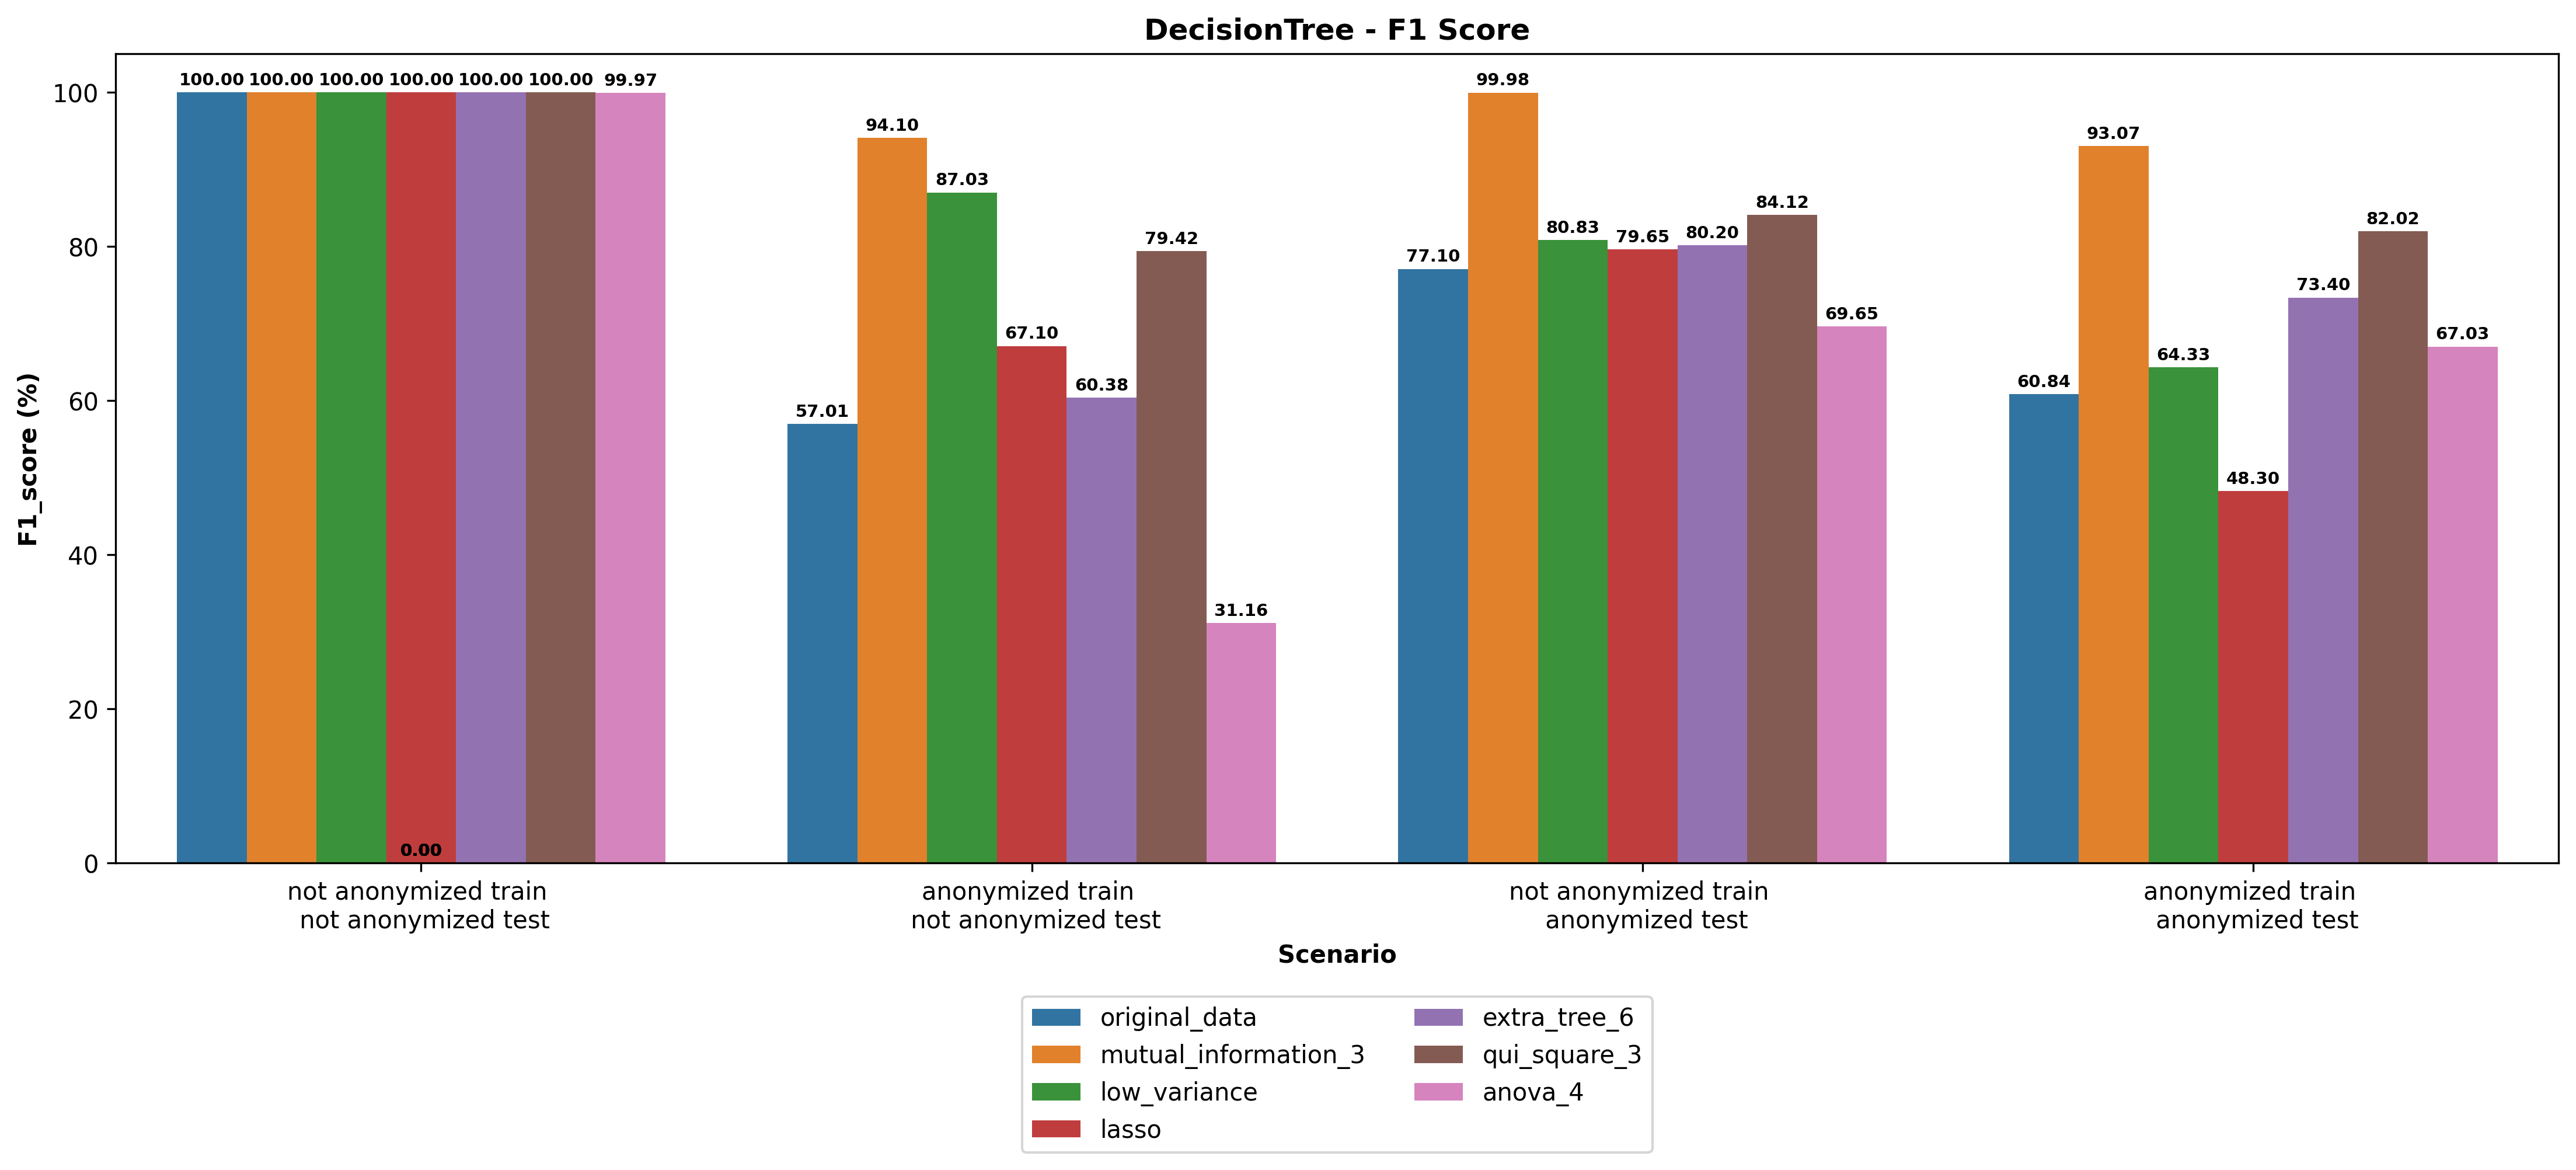 DecisionTree - F1 Score
F1_score (%)
100
80
60
40
20
0
100.00 100.00 100.00 100.00 100.00 100.00 99.97
0.00
57.01 94.10 87.03 67.10 60.38 79.42 31.16
77.10 99.98 80.83 79.65 80.20 84.12 69.65
60.84 93.07 64.33 48.30 73.40 82.02 67.03
not anonymized train
not anonymized test
anonymized train
not anonymized test
not anonymized train
anonymized test
anonymized train
anonymized test
Scenario
original_data
mutual_information_3
low_variance
lasso
extra_tree_6
qui_square_3
anova_4